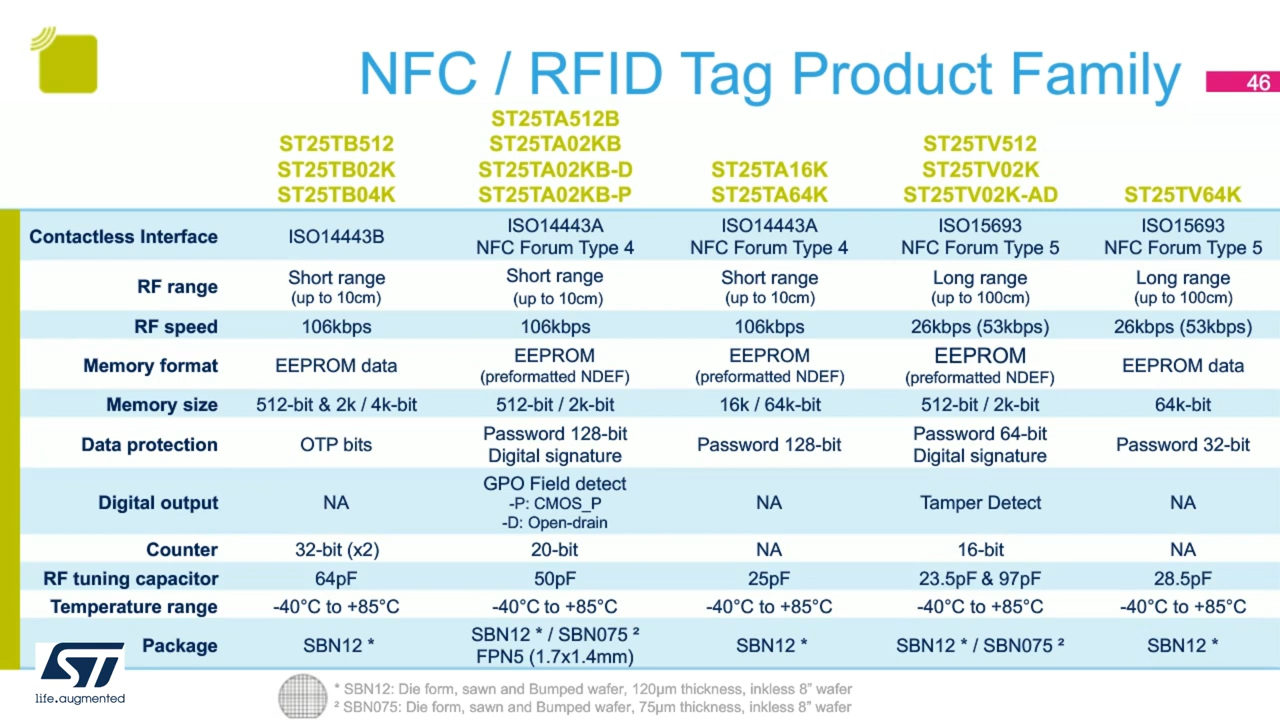 NFC / RFID Tag Product Family
46
ST25TB512
ST25TB02K
ST25TB04K
ST25TA512B
ST25TA02KB
ST25TA02KB-D
ST25TA02KB-P
ST25TA16K
ST25TA64K
ST25TV512
ST25TV02K
ST25TV02K-AD
ST25TV64K
Contactless Interface
ISO14443B
ISO14443A
NFC Forum Type 4
ISO14443A
NFC Forum Type 4
ISO15693
NFC Forum Type 5
ISO15693
NFC Forum Type 5
RF range
Short range
(up to 10cm)
Short range
(up to 10cm)
Short range
(up to 10cm)
Long range
(up to 100cm)
Long range
(up to 100cm)
RF speed
106kbps
106kbps
106kbps
26kbps (53kbps)
26kbps (53kbps)
Memory format
EEPROM data
EEPROM
(preformatted NDEF)
EEPROM
(preformatted NDEF)
EEPROM
(preformatted NDEF)
EEPROM data
Memory size
512-bit & 2k / 4k-bit
512-bit / 2k-bit
16k / 64k-bit
512-bit / 2k-bit
64k-bit
Data protection
OTP bits
Password 128-bit
Digital signature
Password 128-bit
Password 64-bit
Digital signature
Password 32-bit
Digital output
NA
GPO Field detect
-P: CMOS_P
-D: Open-drain
NA
Tamper Detect
NA
Counter
32-bit (x2)
20-bit
NA
16-bit
NA
RF tuning capacitor
64pF
50pF
25pF
23.5pF & 97pF
28.5pF
Temperature range
-40°C to +85°C
-40°C to +85°C
-40°C to +85°C
-40°C to +85°C
-40°C to +85°C
Package
SBN12 *
SBN12 * / SBN075 ²
FPN5 (1.7x1.4mm)
SBN12 *
SBN12 * / SBN075 ²
SBN12 *
ST
life.augmented
* SBN12: Die form, sawn and Bumped wafer, 120µm thickness, inkless 8” wafer
² SBN075: Die form, sawn and Bumped wafer, 75µm thickness, inkless 8” wafer